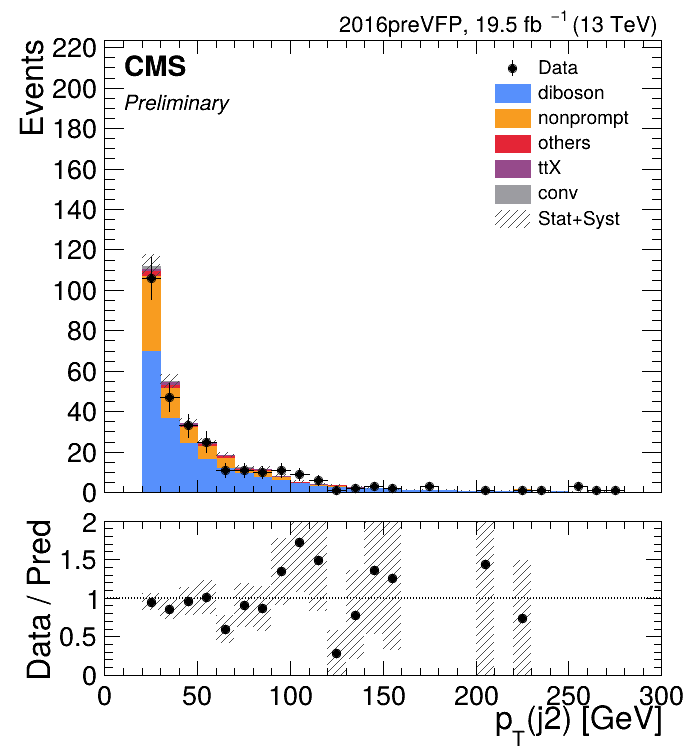 2016preVFP, 19.5 fb⁻¹ (13 TeV)
CMS
Preliminary
Events
220
200
180
160
140
120
100
80
60
40
20
0
Data
diboson
nonprompt
others
ttX
conv
Stat+Syst
Data / Pred
2
1.5
1
0.5
0
0 50 100 150 200 250 300
p_T(j2) [GeV]